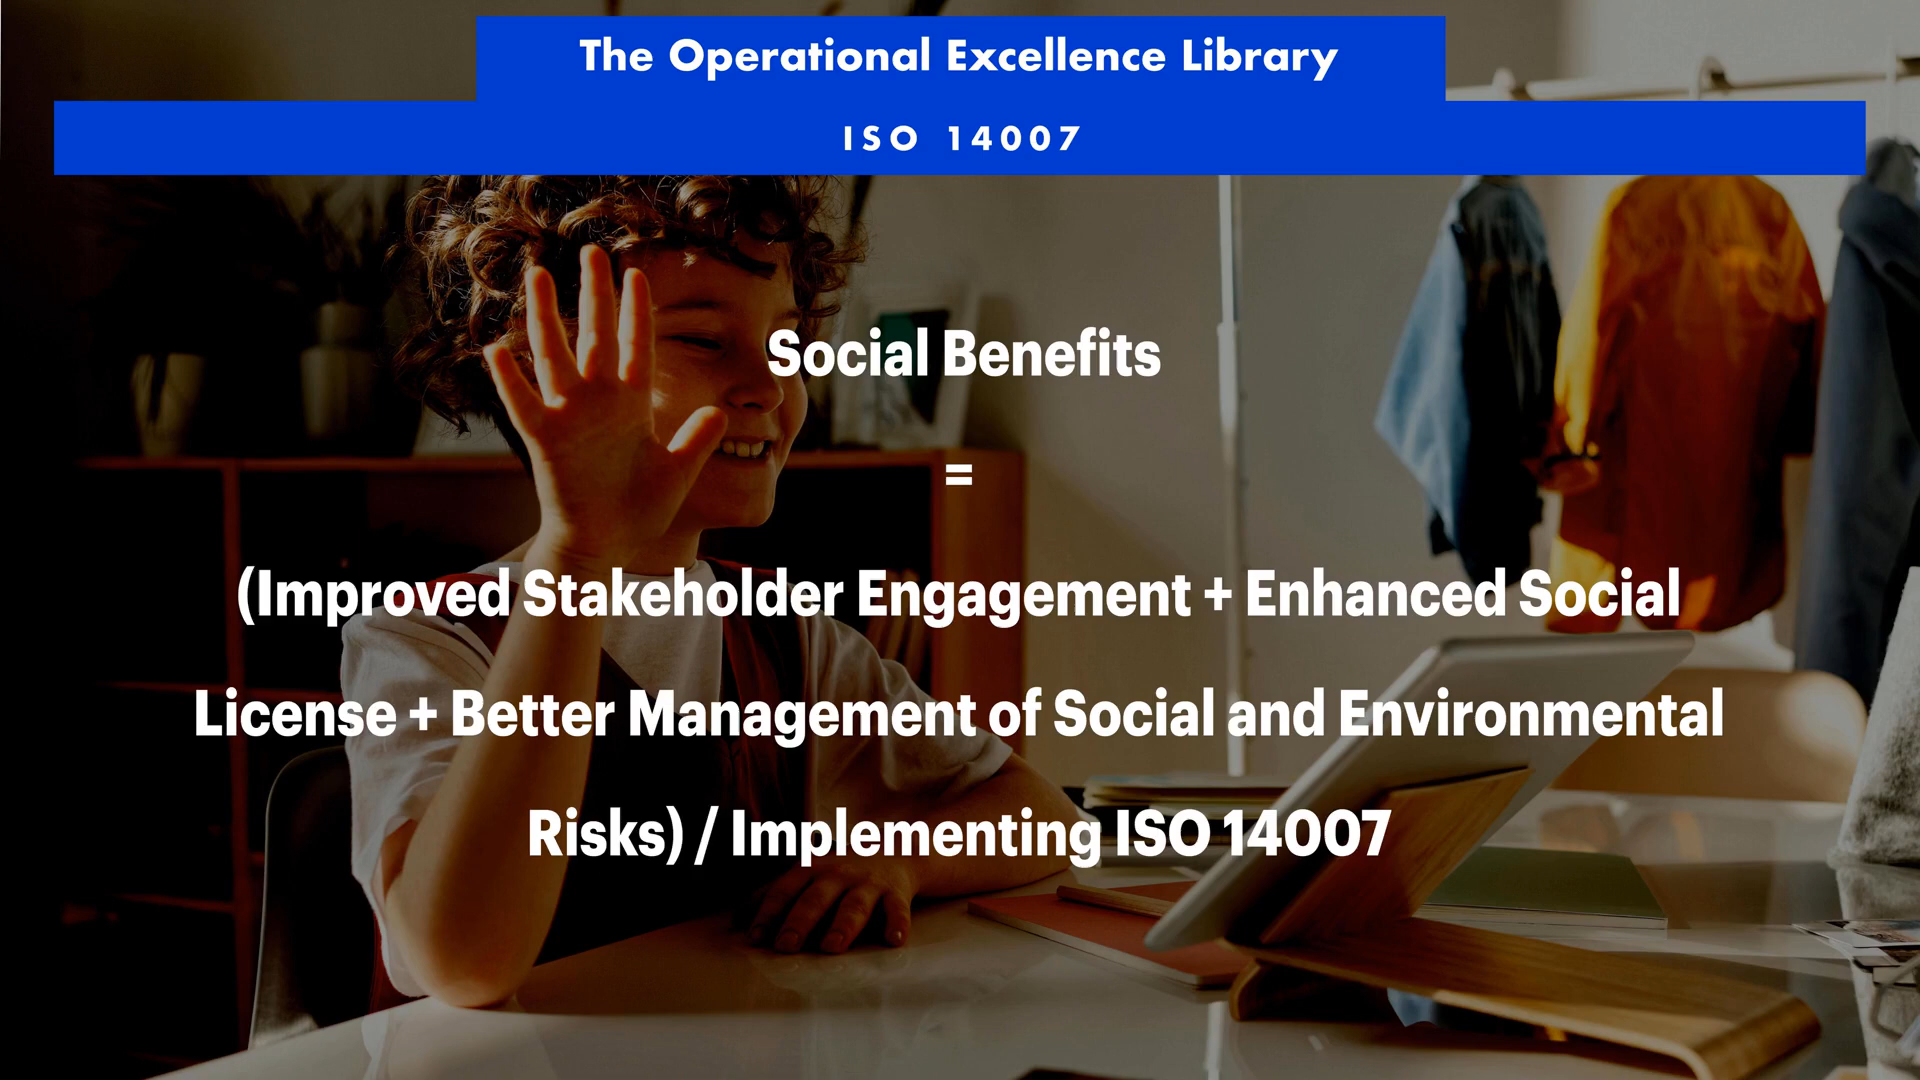 The Operational Excellence Library
ISO 14007
Social Benefits
=
(Improved Stakeholder Engagement + Enhanced Social
License + Better Management of Social and Environmental
Risks) / Implementing ISO 14007